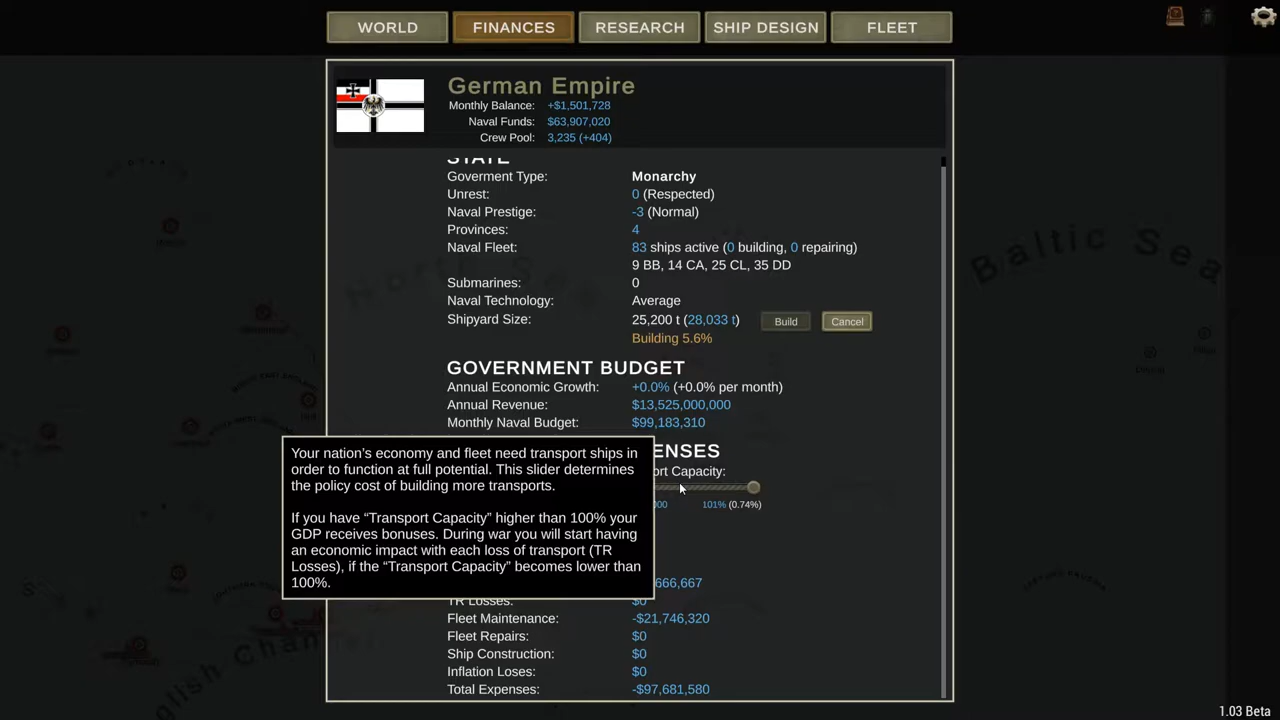 WORLD
FINANCES
RESEARCH
SHIP DESIGN
FLEET
German Empire
Monthly Balance: +$1,501,728
Naval Funds: $63,907,020
Crew Pool: 3,235 (+404)
STATE
Goverment Type: Monarchy
Unrest: 0 (Respected)
Naval Prestige: -3 (Normal)
Provinces: 4
Naval Fleet: 83 ships active (0 building, 0 repairing)
9 BB, 14 CA, 25 CL, 35 DD
Submarines: 0
Naval Technology: Average
Shipyard Size: 25,200 t (28,033 t) Build Cancel
Building 5.6%
GOVERNMENT BUDGET
Annual Economic Growth: +0.0% (+0.0% per month)
Annual Revenue: $13,525,000,000
Monthly Naval Budget: $99,183,310
ENSES
ort Capacity:
000 101% (0.74%)
Your nation's economy and fleet need transport ships in
order to function at full potential. This slider determines
the policy cost of building more transports.
If you have “Transport Capacity” higher than 100% your
GDP receives bonuses. During war you will start having
an economic impact with each loss of transport (TR
Losses), if the “Transport Capacity” becomes lower than
100%.
666,667
TR Losses: $0
Fleet Maintenance: -$21,746,320
Fleet Repairs: $0
Ship Construction: $0
Inflation Loses: $0
Total Expenses: -$97,681,580
North Sea
Baltic Sea
English Channel
1.03 Beta